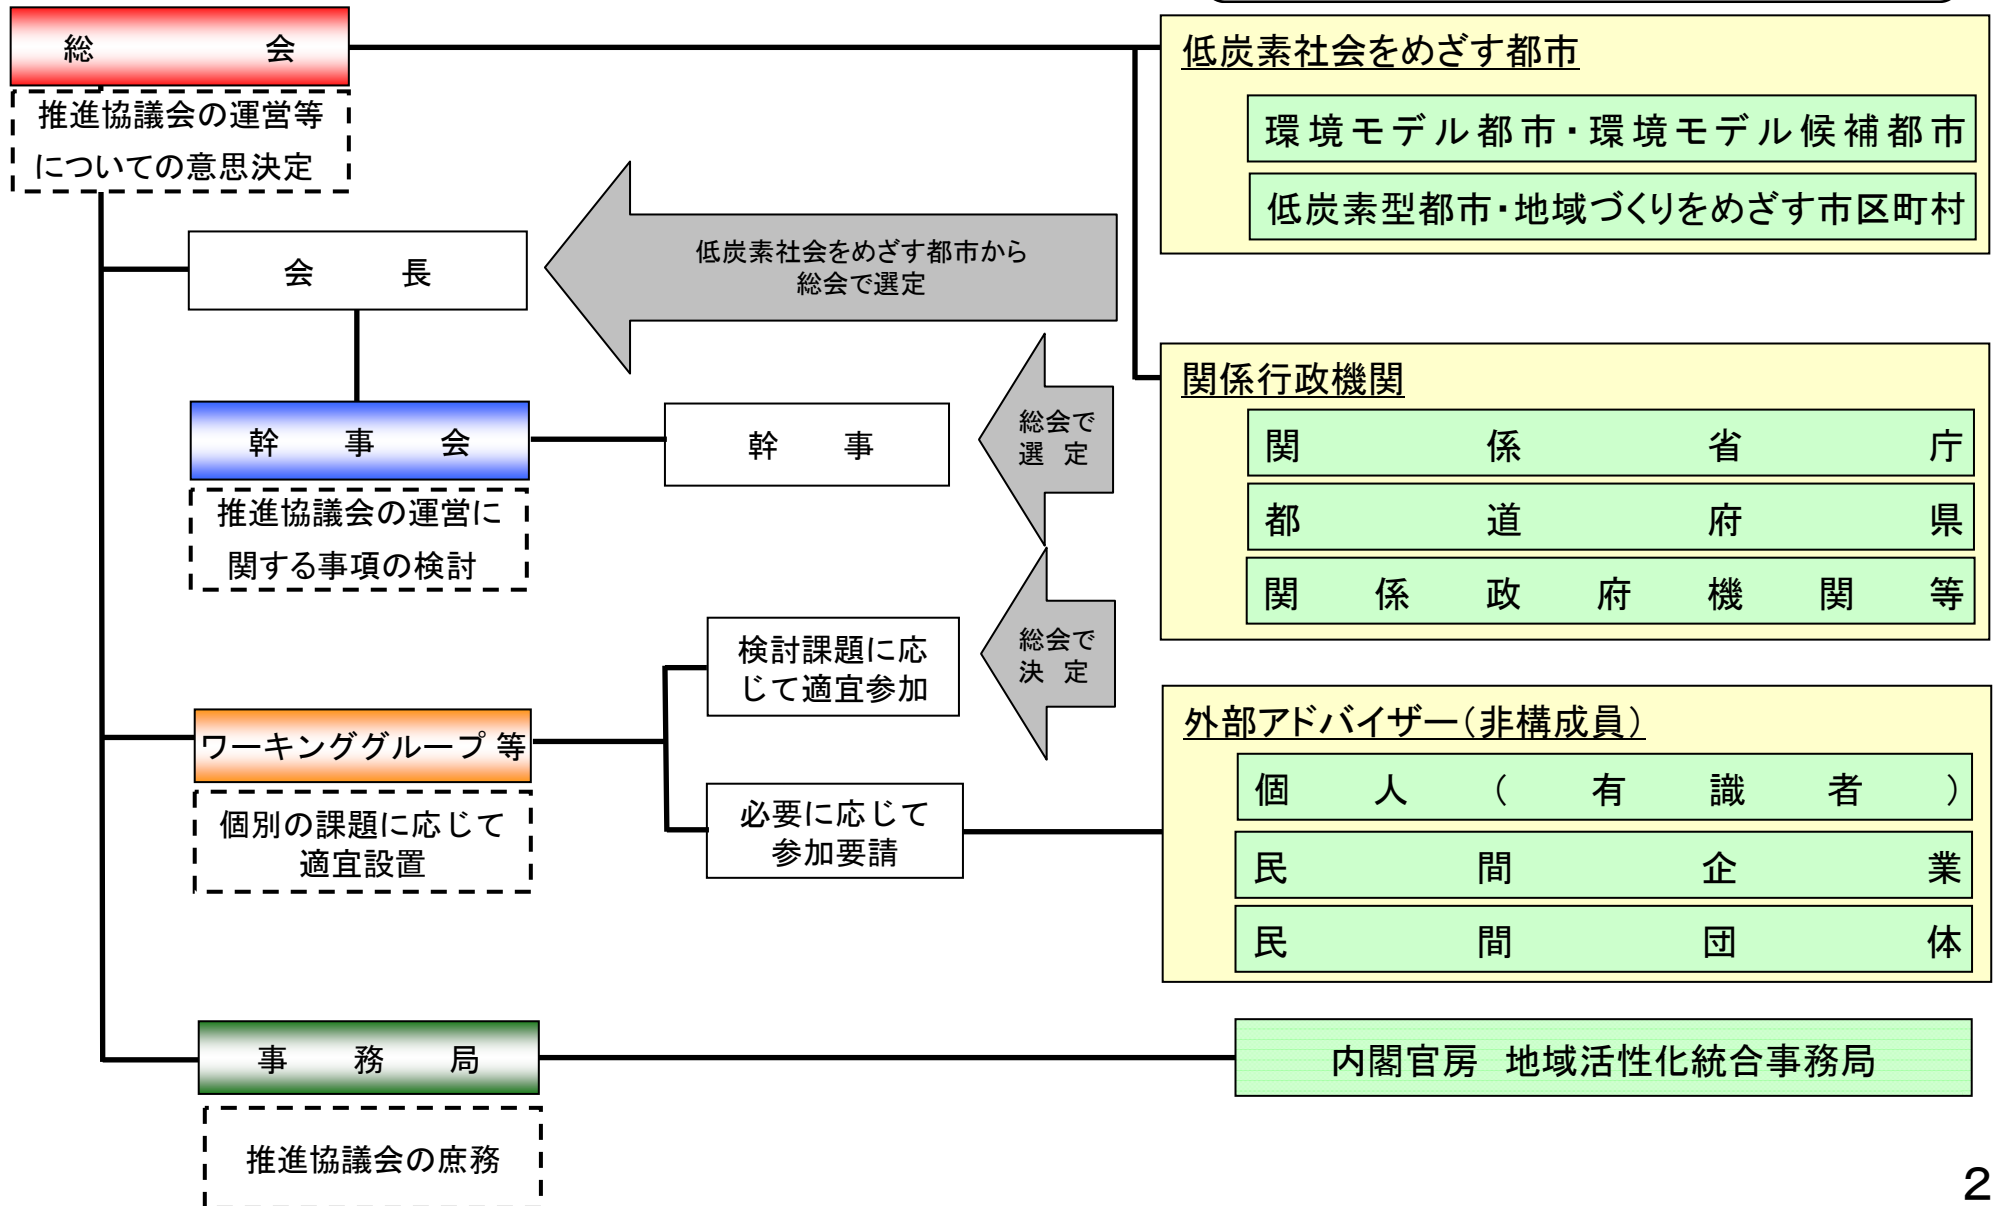 総会
推進協議会の運営等
についての意思決定
会長
低炭素社会をめざす都市から
総会で選定
幹事会
推進協議会の運営に
関する事項の検討
幹事
総会で
選定
ワーキンググループ等
個別の課題に応じて
適宜設置
検討課題に応
じて適宜参加
総会で
決定
必要に応じて
参加要請
事務局
推進協議会の庶務
低炭素社会をめざす都市
環境モデル都市・環境モデル候補都市
低炭素型都市・地域づくりをめざす市区町村
関係行政機関
関係省庁
都道府県
関係政府機関等
外部アドバイザー（非構成員）
個人（有識者）
民間企業
民間団体
内閣官房 地域活性化統合事務局
2